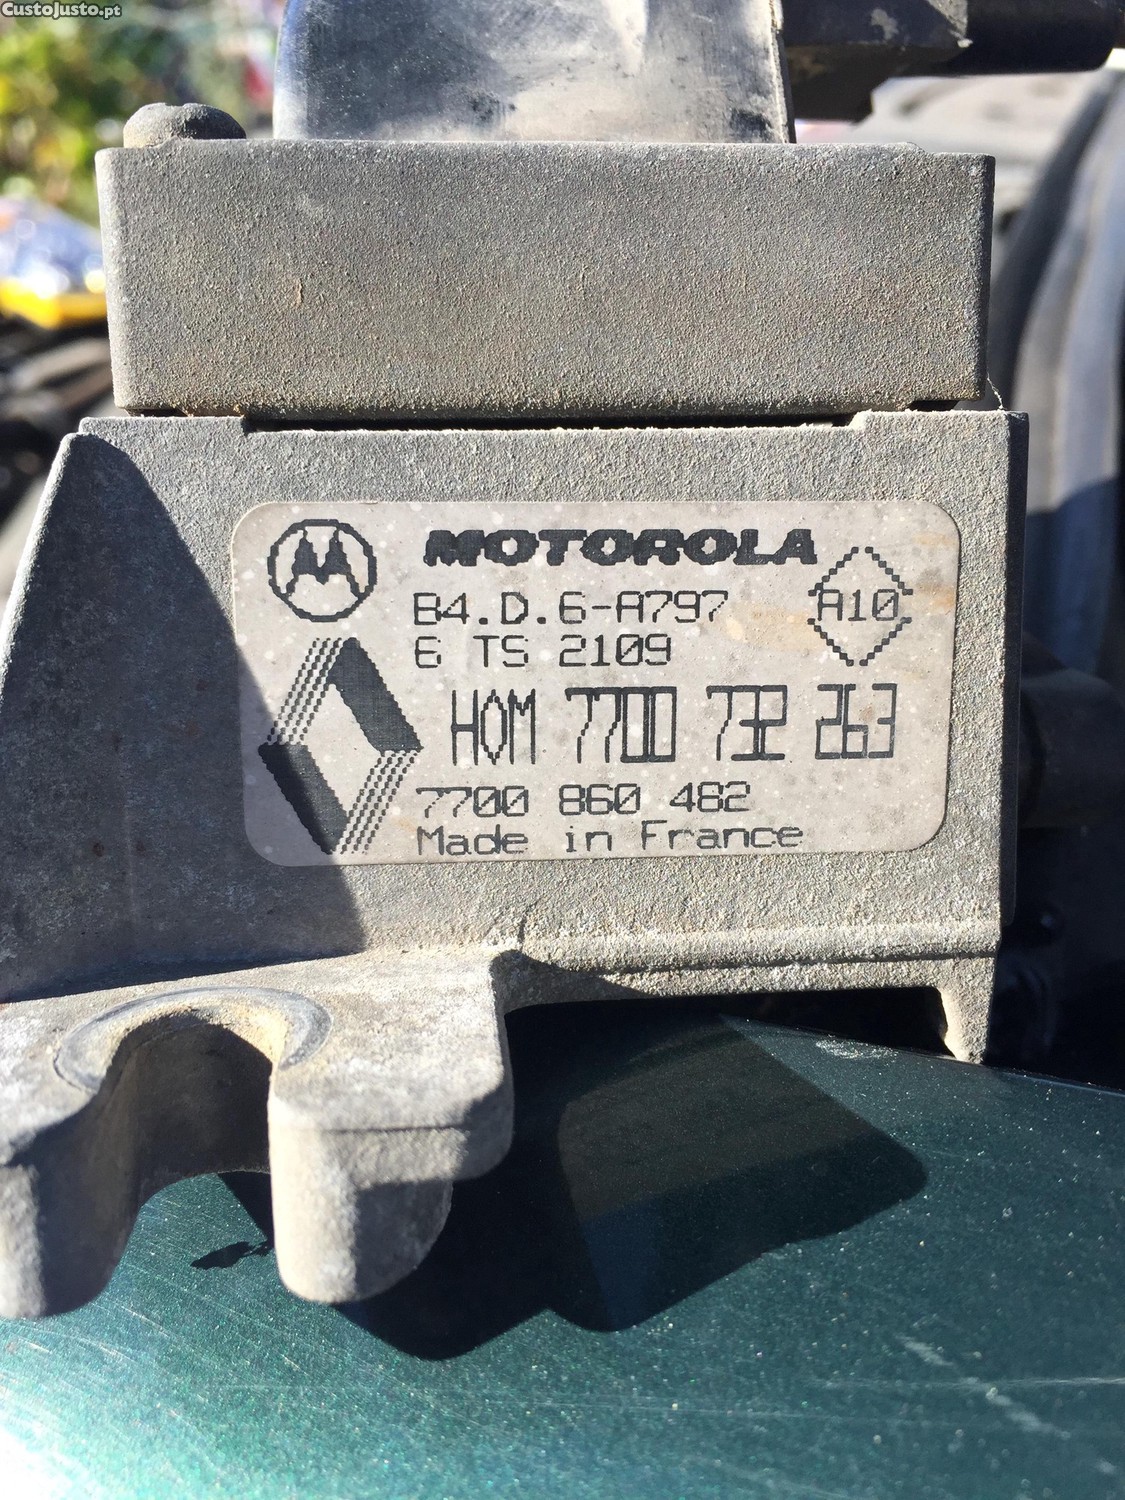 CustoJusto.pt
MOTOROLA
B4.D.6-A797
A10
6 TS 2109
HOM 7700 732 263
7700 860 482
Made in France